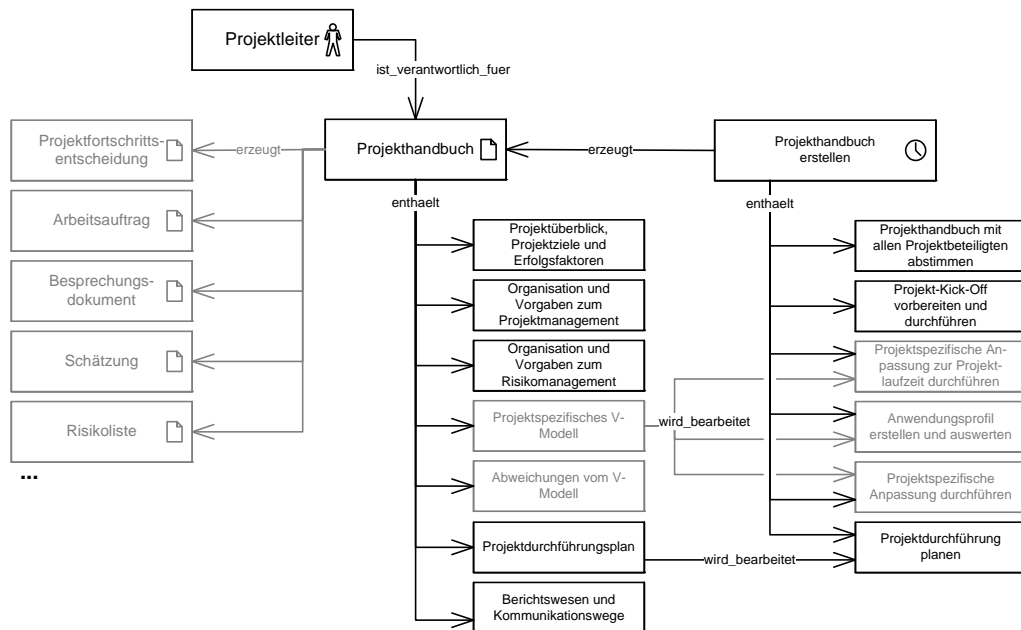 Projektleiter
ist_verantwortlich_fuer
Projektfortschritts-
entscheidung
erzeugt
Projekthandbuch
erzeugt
Projekthandbuch
erstellen
Arbeitsauftrag
Besprechungs-
dokument
Schätzung
Risikoliste
...
enthaelt
Projektüberblick,
Projektziele und
Erfolgsfaktoren
Organisation und
Vorgaben zum
Projektmanagement
Organisation und
Vorgaben zum
Risikomanagement
Projektspezifisches V-
Modell
Abweichungen vom V-
Modell
Projektdurchführungsplan
Berichtswesen und
Kommunikationswege
wird_bearbeitet
wird_bearbeitet
enthaelt
Projekthandbuch mit
allen Projektbeteiligten
abstimmen
Projekt-Kick-Off
vorbereiten und
durchführen
Projektspezifische An-
passung zur Projekt-
laufzeit durchführen
Anwendungsprofil
erstellen und auswerten
Projektspezifische
Anpassung durchführen
Projektdurchführung
planen